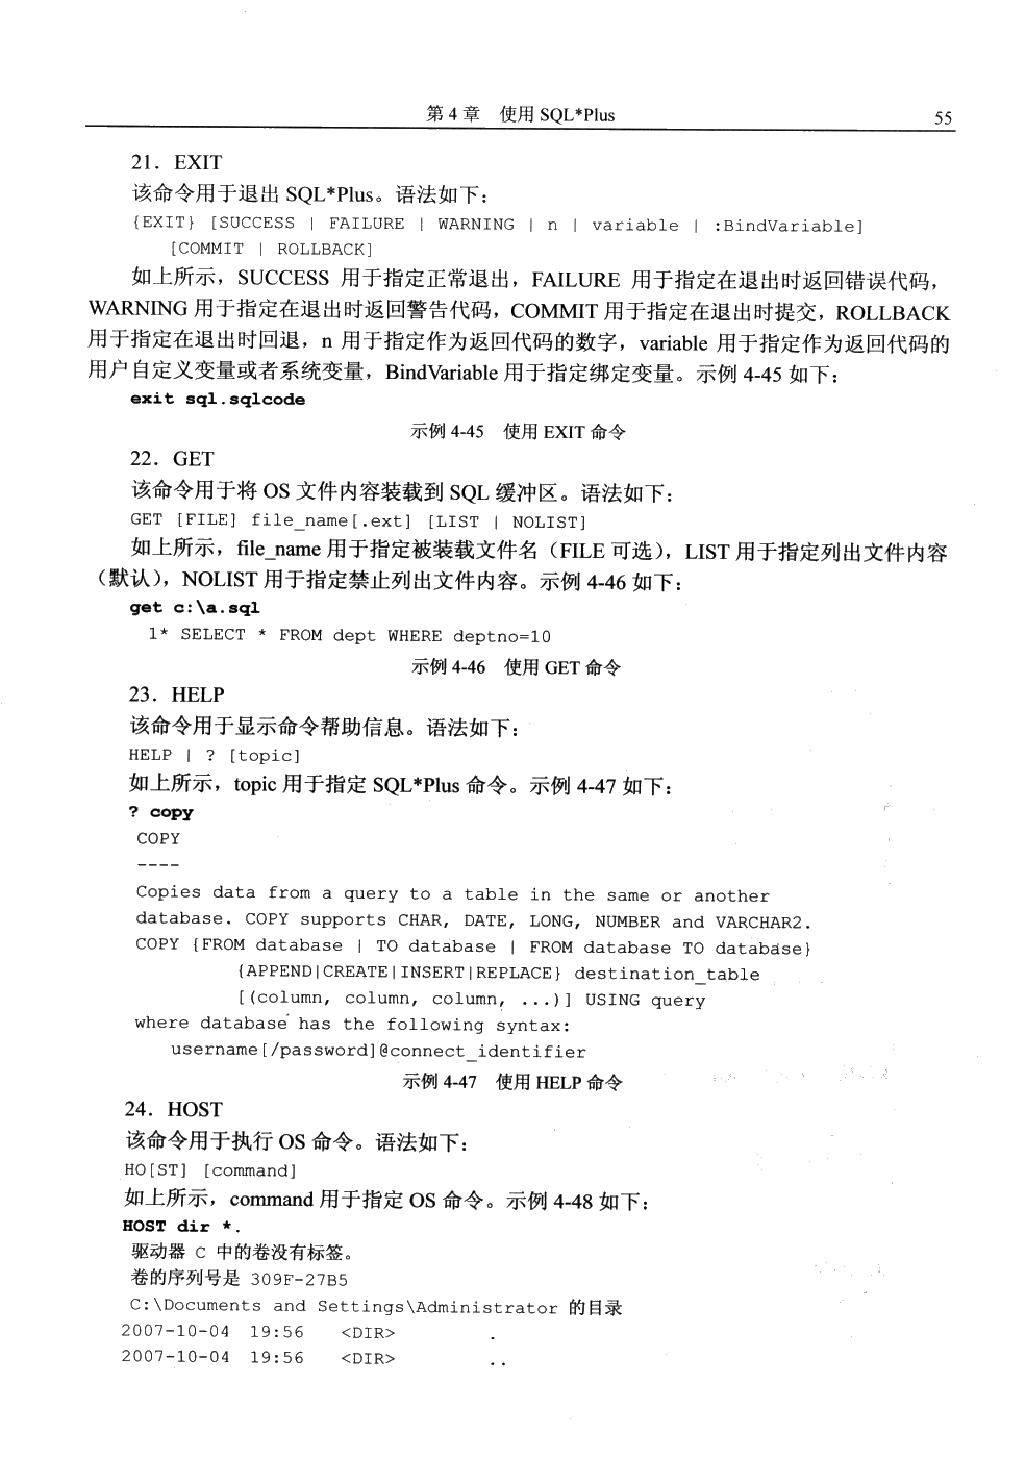 第 4 章 使用 SQL*Plus 55
21．EXIT
该命令用于退出 SQL*Plus。语法如下：
{EXIT} [SUCCESS | FAILURE | WARNING | n | variable | :BindVariable]
[COMMIT | ROLLBACK]
如上所示，SUCCESS 用于指定正常退出，FAILURE 用于指定在退出时返回错误代码，
WARNING 用于指定在退出时返回警告代码，COMMIT 用于指定在退出时提交，ROLLBACK
用于指定在退出时回退，n 用于指定作为返回代码的数字，variable 用于指定作为返回代码的
用户自定义变量或者系统变量，BindVariable 用于指定绑定变量。示例 4-45 如下：
exit sql.sqlcode
示例 4-45 使用 EXIT 命令
22．GET
该命令用于将 OS 文件内容装载到 SQL 缓冲区。语法如下：
GET [FILE] file_name[.ext] [LIST | NOLIST]
如上所示，file_name 用于指定被装载文件名（FILE 可选），LIST 用于指定列出文件内容
（默认），NOLIST 用于指定禁止列出文件内容。示例 4-46 如下：
get c:\a.sql
1* SELECT * FROM dept WHERE deptno=10
示例 4-46 使用 GET 命令
23．HELP
该命令用于显示命令帮助信息。语法如下：
HELP | ? [topic]
如上所示，topic 用于指定 SQL*Plus 命令。示例 4-47 如下：
? copy
COPY
----
Copies data from a query to a table in the same or another
database. COPY supports CHAR, DATE, LONG, NUMBER and VARCHAR2.
COPY {FROM database | TO database | FROM database TO database}
{APPEND|CREATE|INSERT|REPLACE} destination_table
[(column, column, column, ...)] USING query
where database has the following syntax:
username[/password]@connect_identifier
示例 4-47 使用 HELP 命令
24．HOST
该命令用于执行 OS 命令。语法如下：
HO[ST] [command]
如上所示，command 用于指定 OS 命令。示例 4-48 如下：
HOST dir *.
驱动器 C 中的卷没有标签。
卷的序列号是 309F-27B5
C:\Documents and Settings\Administrator 的目录
2007-10-04 19:56 <DIR> .
2007-10-04 19:56 <DIR> ..